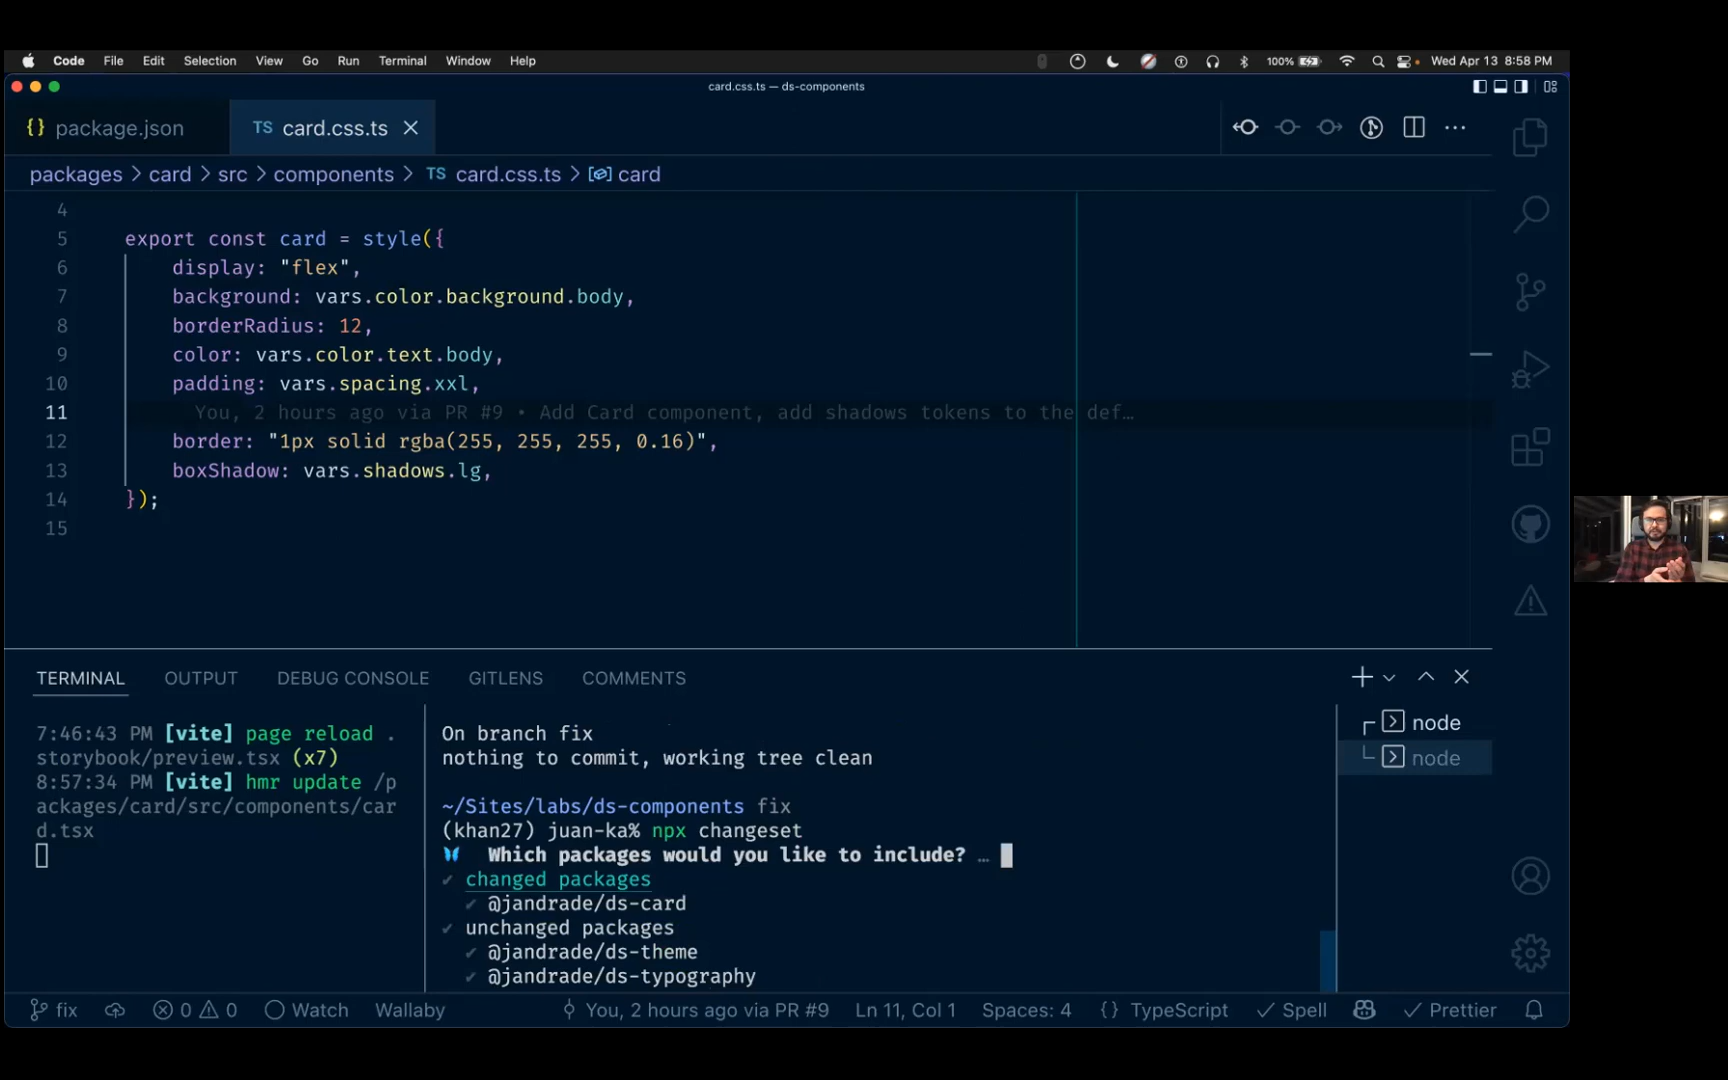 Code File Edit Selection View Go Run Terminal Window Help 100% Wed Apr 13 8:58 PM
card.css.ts — ds-components
{} package.json TS card.css.ts
packages > card > src > components > TS card.css.ts > card
4
5 export const card = style({
6 display: "flex",
7 background: vars.color.background.body,
8 borderRadius: 12,
9 color: vars.color.text.body,
10 padding: vars.spacing.xxl,
11 You, 2 hours ago via PR #9 • Add Card component, add shadows tokens to the def…
12 border: "1px solid rgba(255, 255, 255, 0.16)",
13 boxShadow: vars.shadows.lg,
14 });
15
TERMINAL OUTPUT DEBUG CONSOLE GITLENS COMMENTS
7:46:43 PM [vite] page reload .
storybook/preview.tsx (x7)
8:57:34 PM [vite] hmr update /p
ackages/card/src/components/car
d.tsx
On branch fix
nothing to commit, working tree clean
~/Sites/labs/ds-components fix
(khan27) juan-ka% npx changeset
Which packages would you like to include? …
✓ changed packages
✓ @jandrade/ds-card
✓ unchanged packages
✓ @jandrade/ds-theme
✓ @jandrade/ds-typography
node
node
fix 0 0 Watch Wallaby You, 2 hours ago via PR #9 Ln 11, Col 1 Spaces: 4 {} TypeScript ✓ Spell ✓ Prettier